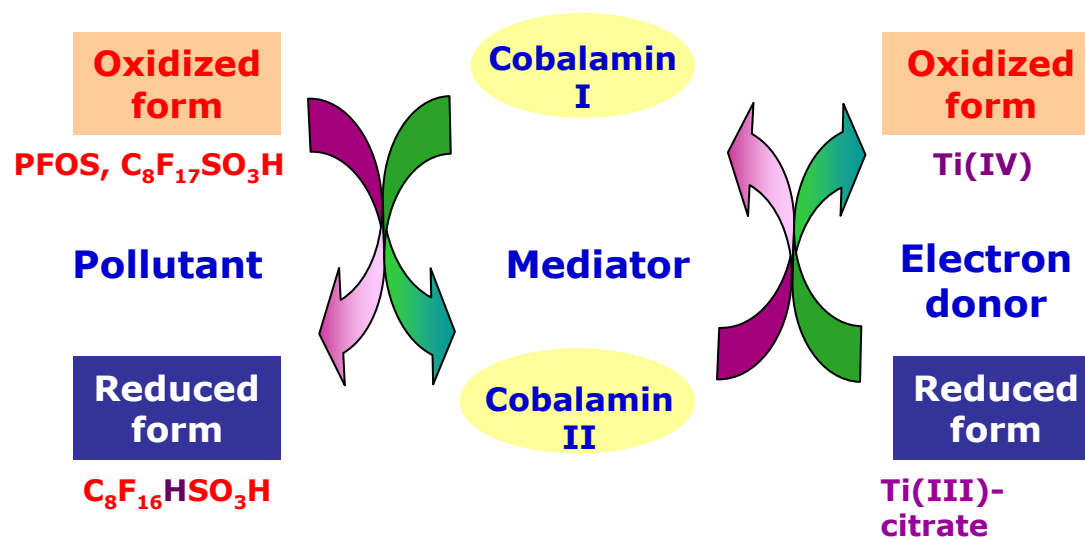 Oxidized
form
PFOS, C₈F₁₇SO₃H
Pollutant
Reduced
form
C₈F₁₆HSO₃H
Cobalamin
I
Mediator
Cobalamin
II
Oxidized
form
Ti(IV)
Electron
donor
Reduced
form
Ti(III)-
citrate